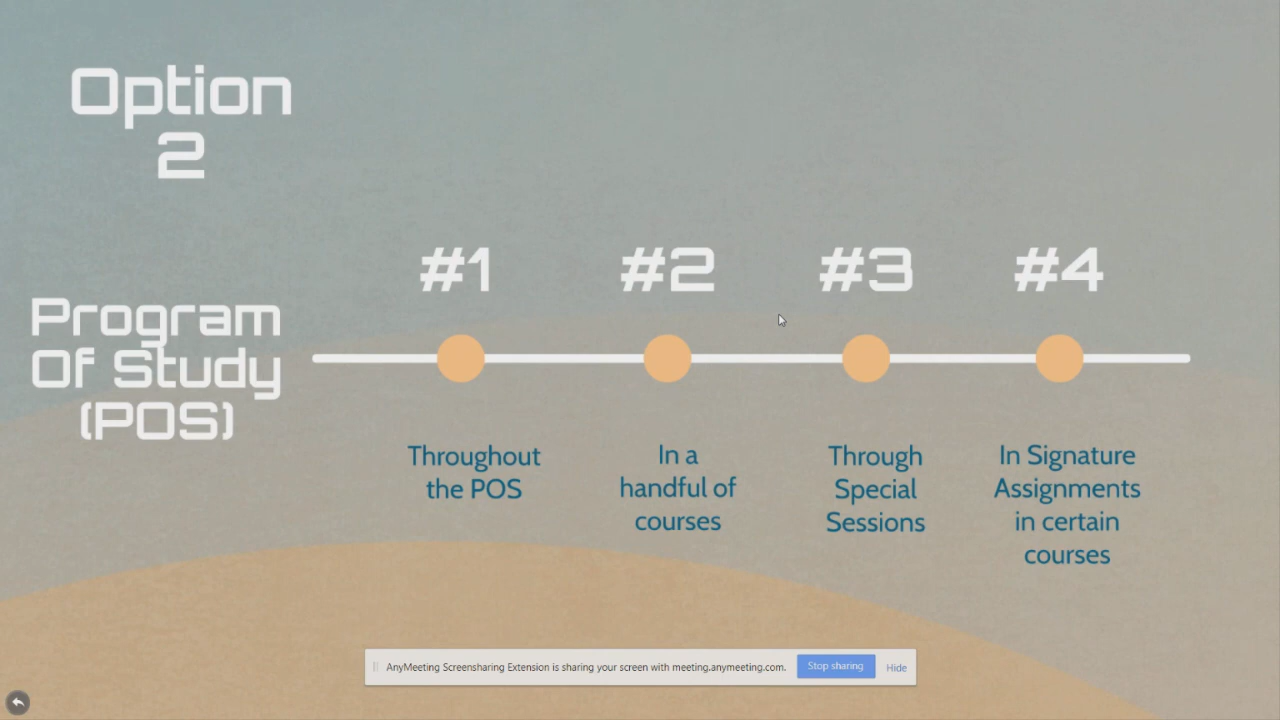 Option
2
Program
Of Study
(POS)
#1
#2
#3
#4
Throughout
the POS
In a
handful of
courses
Through
Special
Sessions
In Signature
Assignments
in certain
courses
AnyMeeting Screensharing Extension is sharing your screen with meeting.anymeeting.com.
Stop sharing
Hide